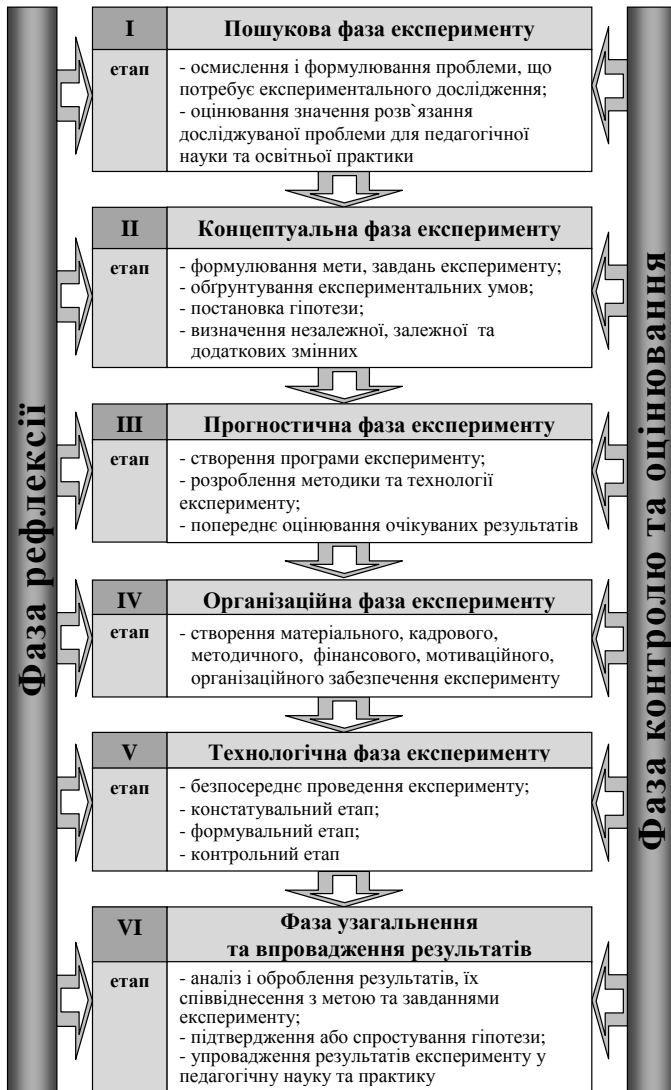 Фаза рефлексії
I Пошукова фаза експерименту
етап
- осмислення і формулювання проблеми, що
потребує експериментального дослідження;
- оцінювання значення розв`язання
досліджуваної проблеми для педагогічної
науки та освітньої практики
II Концептуальна фаза експерименту
етап
- формулювання мети, завдань експерименту;
- обґрунтування експериментальних умов;
- постановка гіпотези;
- визначення незалежної, залежної та
додаткових змінних
III Прогностична фаза експерименту
етап
- створення програми експерименту;
- розроблення методики та технології
експерименту;
- попереднє оцінювання очікуваних результатів
IV Організаційна фаза експерименту
етап
- створення матеріального, кадрового,
методичного, фінансового, мотиваційного,
організаційного забезпечення експерименту
V Технологічна фаза експерименту
етап
- безпосереднє проведення експерименту;
- констатувальний етап;
- формувальний етап;
- контрольний етап
VI Фаза узагальнення
та впровадження результатів
етап
- аналіз і оброблення результатів, їх
співвіднесення з метою та завданнями
експерименту;
- підтвердження або спростування гіпотези;
- упровадження результатів експерименту у
педагогічну науку та практику
Фаза контролю та оцінювання